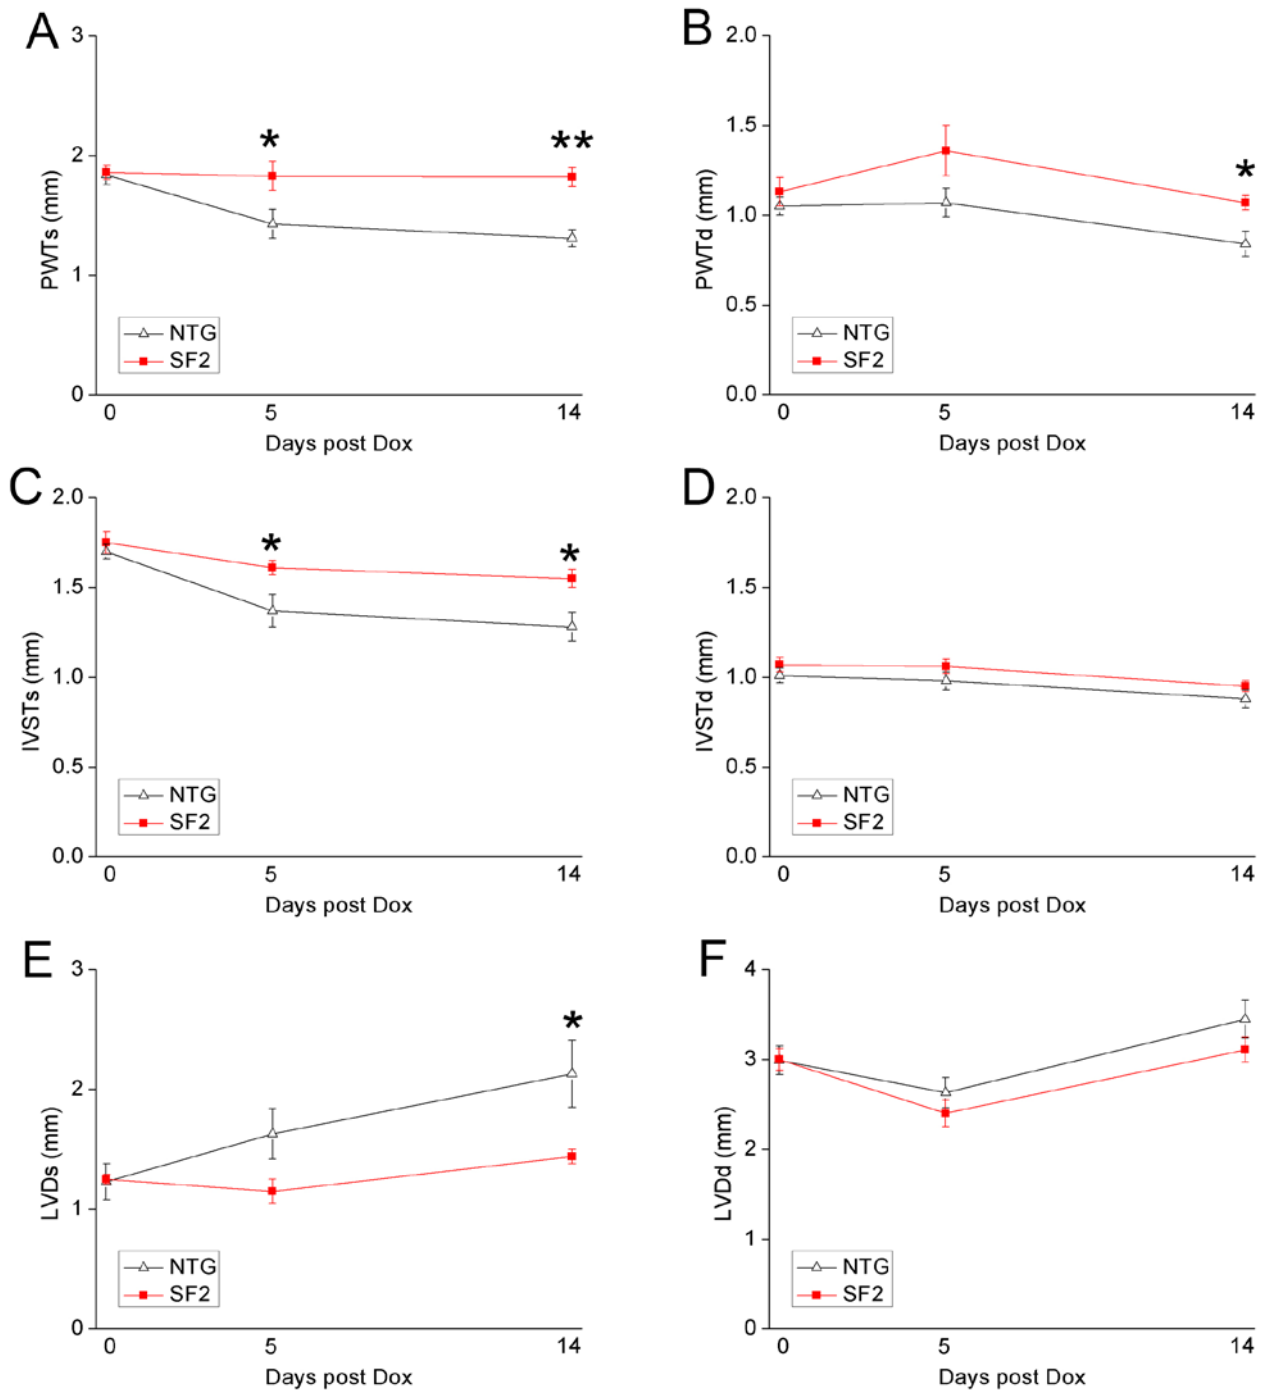 A
3
2
1
0
PWTs (mm)
*
**
NTG
SF2
0 5 14
Days post Dox
B
2.0
1.5
1.0
0.5
0.0
PWTd (mm)
*
NTG
SF2
0 5 14
Days post Dox
C
2.0
1.5
1.0
0.5
0.0
IVSTs (mm)
*
*
NTG
SF2
0 5 14
Days post Dox
D
2.0
1.5
1.0
0.5
0.0
IVSTd (mm)
NTG
SF2
0 5 14
Days post Dox
E
3
2
1
0
LVDs (mm)
*
NTG
SF2
0 5 14
Days post Dox
F
4
3
2
1
0
LVDd (mm)
NTG
SF2
0 5 14
Days post Dox